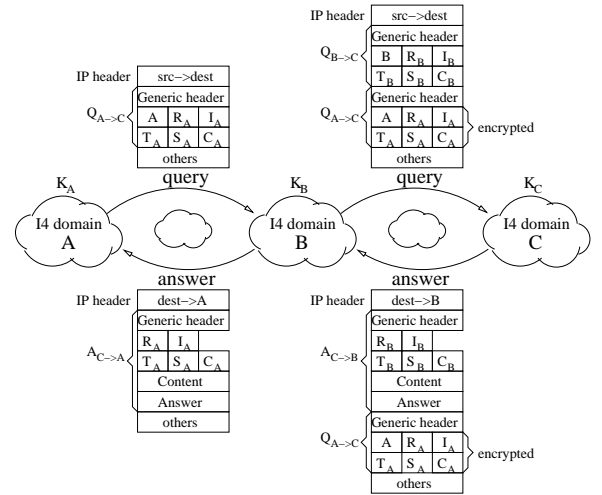 IP header src->dest
Generic header
Q_B->C B R_B I_B
T_B S_B C_B
IP header src->dest
Generic header
Q_A->C A R_A I_A
T_A S_A C_A
others
Generic header
Q_A->C A R_A I_A encrypted
T_A S_A C_A
others
K_A query K_B query K_C
I4 domain A
I4 domain B
I4 domain C
answer answer
IP header dest->A
Generic header
R_A I_A
A_C->A T_A S_A C_A
Content
Answer
others
IP header dest->B
Generic header
R_B I_B
A_C->B T_B S_B C_B
Content
Answer
Generic header
Q_A->C A R_A I_A encrypted
T_A S_A C_A
others